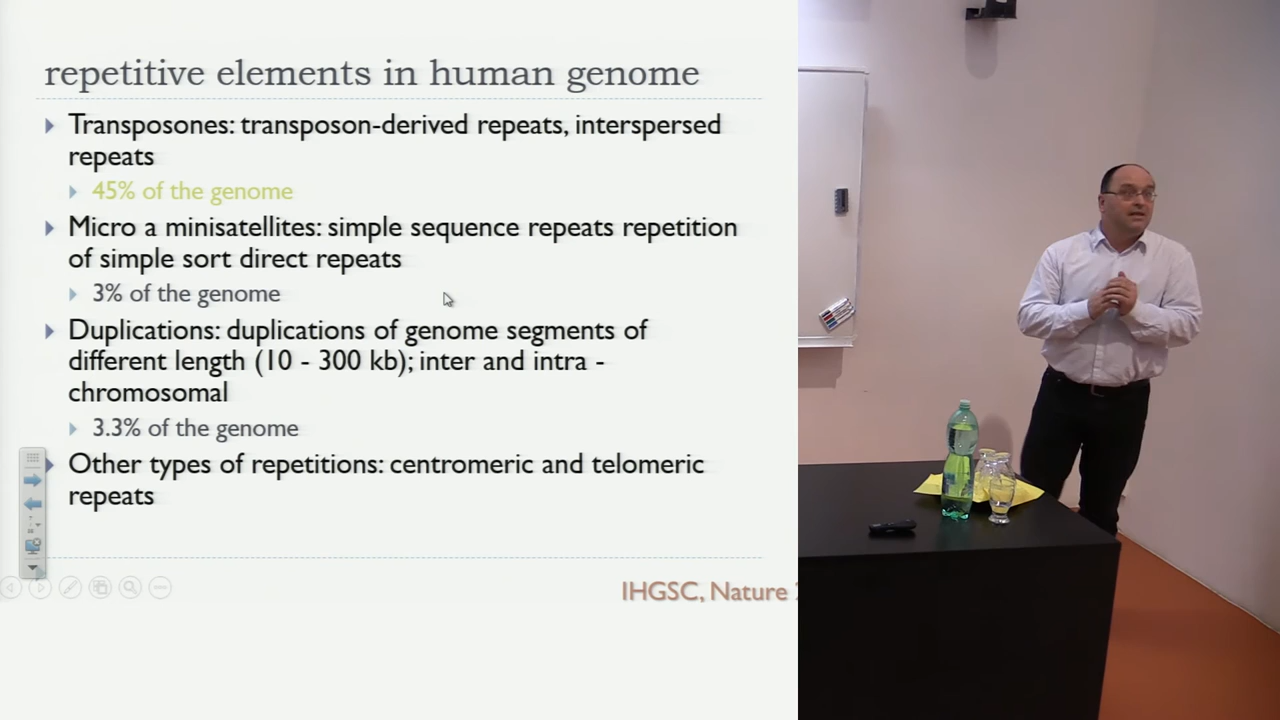 repetitive elements in human genome
Transposones: transposon-derived repeats, interspersed
repeats
45% of the genome
Micro a minisatellites: simple sequence repeats repetition
of simple sort direct repeats
3% of the genome
Duplications: duplications of genome segments of
different length (10 - 300 kb); inter and intra -
chromosomal
3.3% of the genome
Other types of repetitions: centromeric and telomeric
repeats
IHGSC, Nature